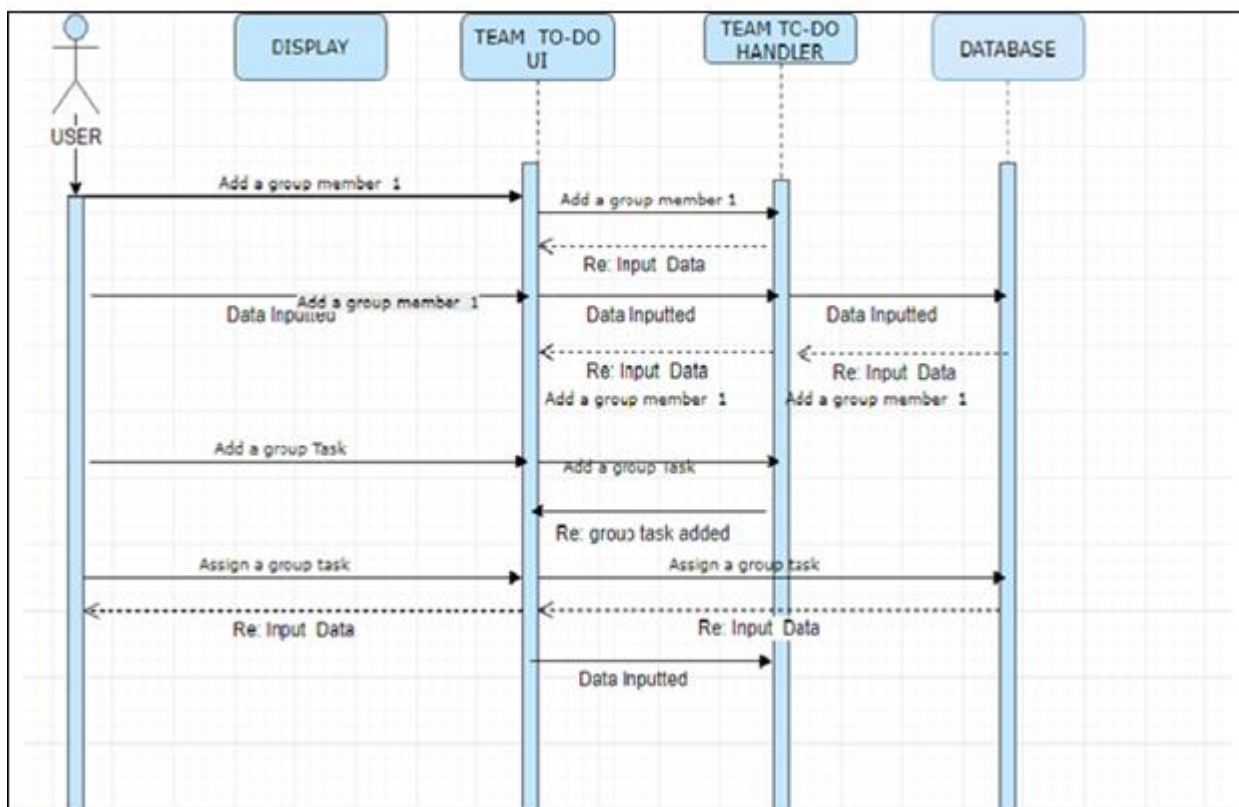 DISPLAY
TEAM TO-DO
UI
TEAM TO-DO
HANDLER
DATABASE
USER
Add a group member 1
Add a group member 1
Re: Input Data
Add a group member 1
Data Inputted
Data Inputted
Data Inputted
Re: Input Data
Re: Input Data
Add a group member 1
Add a group member 1
Add a group Task
Add a group Task
Re: group task added
Assign a group task
Assign a group task
Re: Input Data
Re: Input Data
Data Inputted